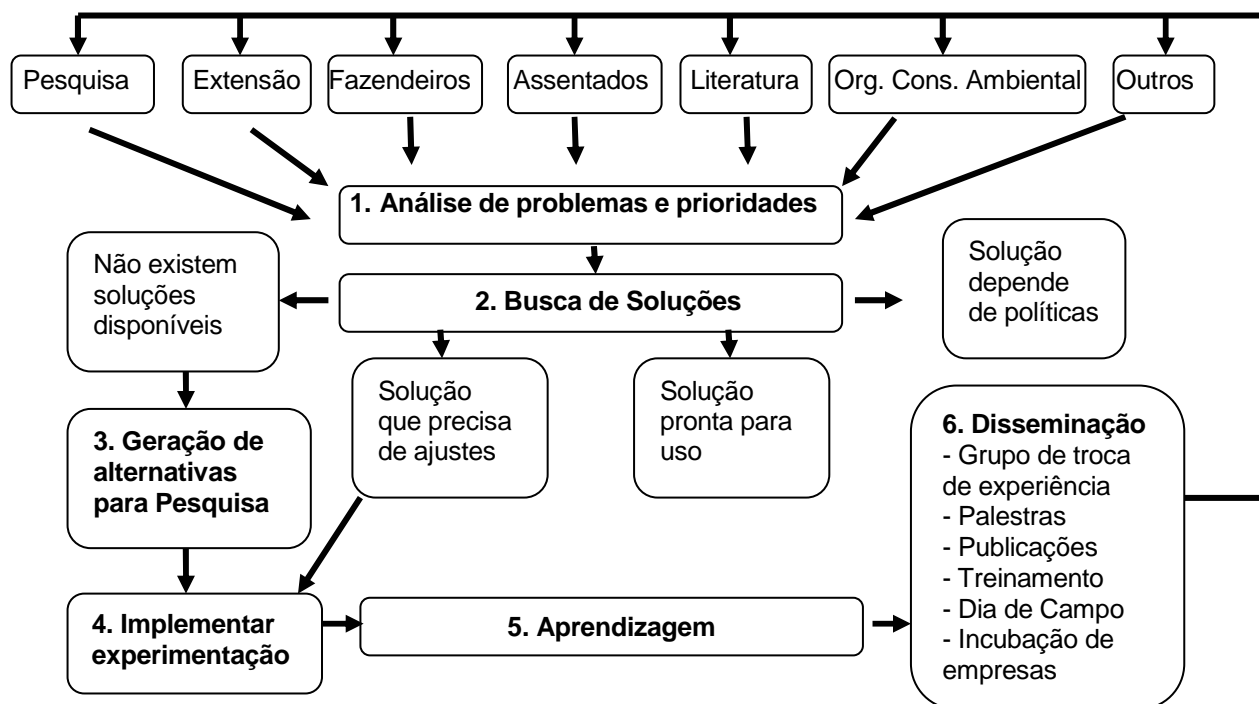 Pesquisa
Extensão
Fazendeiros
Assentados
Literatura
Org. Cons. Ambiental
Outros
1. Análise de problemas e prioridades
Não existem
soluções
disponíveis
2. Busca de Soluções
Solução
depende
de políticas
Solução
que precisa
de ajustes
Solução
pronta para
uso
3. Geração de
alternativas
para Pesquisa
4. Implementar
experimentação
5. Aprendizagem
6. Disseminação
- Grupo de troca
de experiência
- Palestras
- Publicações
- Treinamento
- Dia de Campo
- Incubação de
empresas